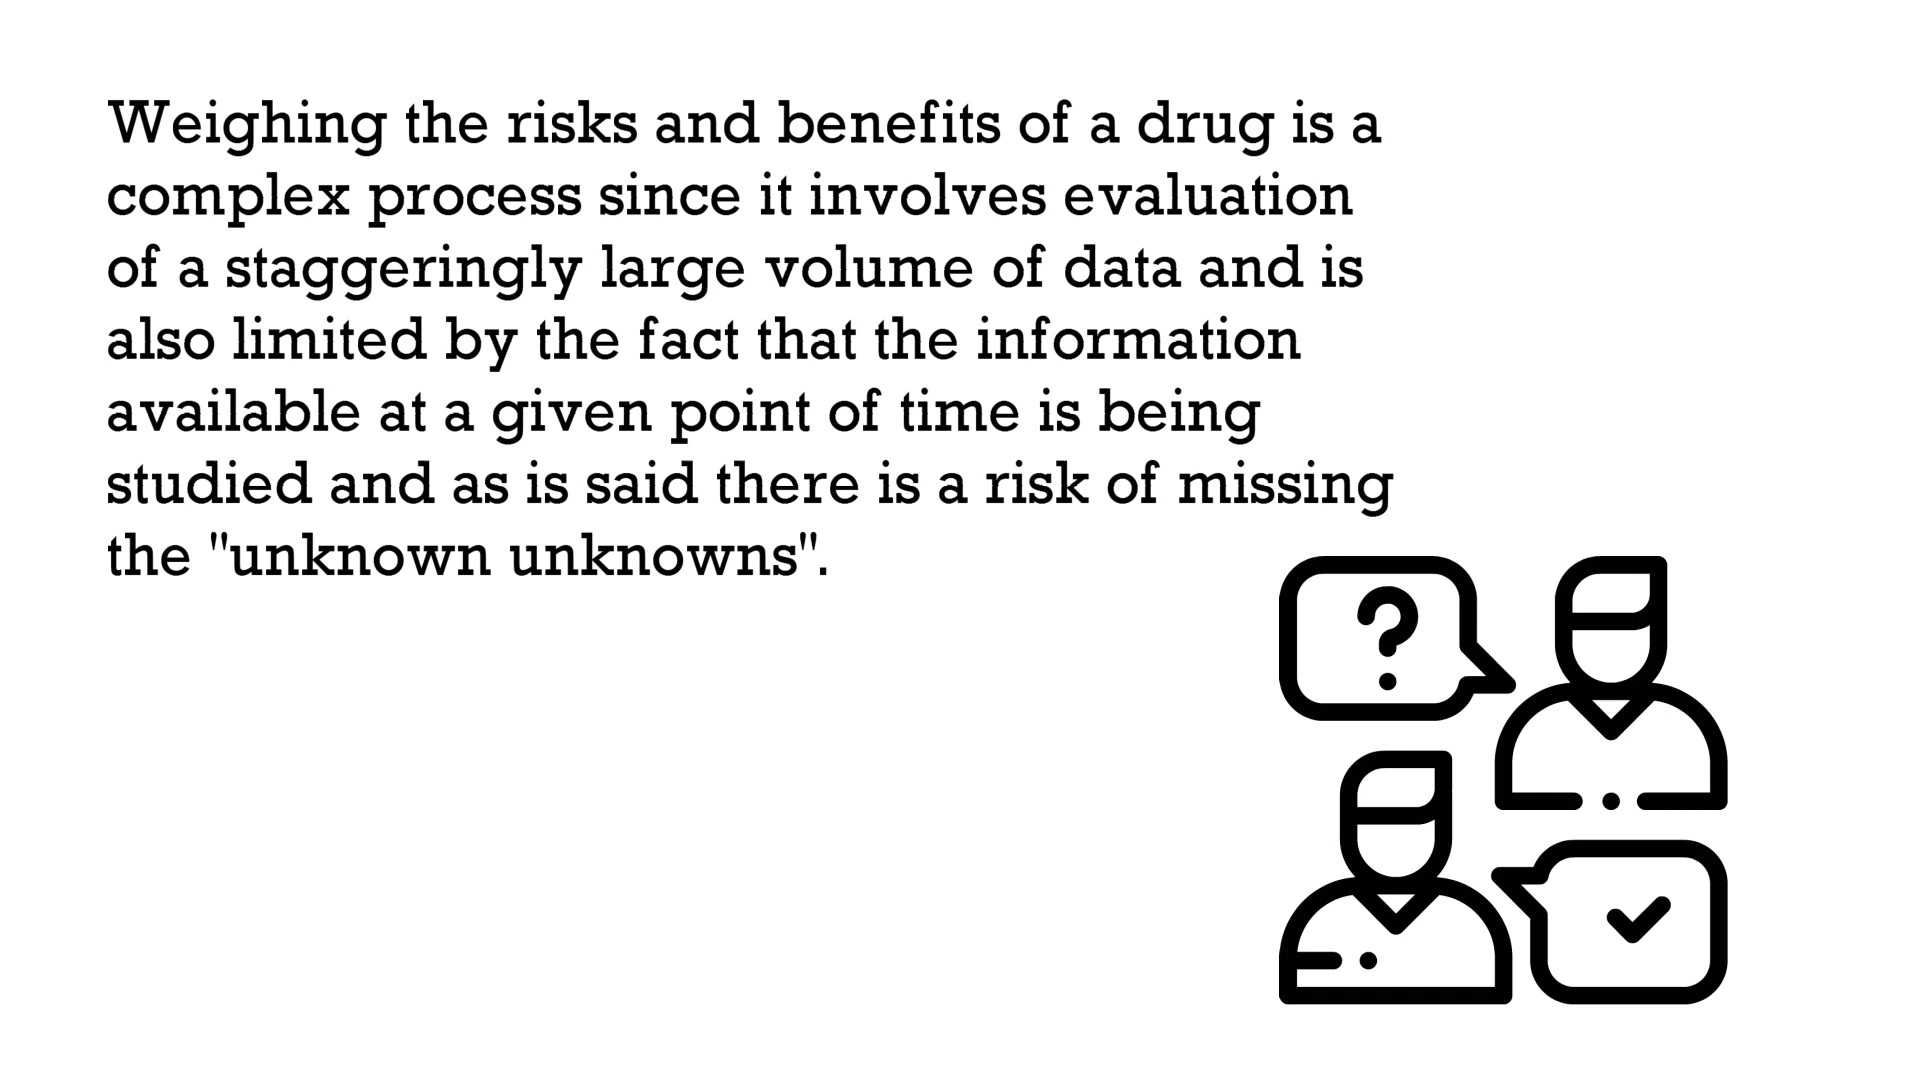 Weighing the risks and benefits of a drug is a
complex process since it involves evaluation
of a staggeringly large volume of data and is
also limited by the fact that the information
available at a given point of time is being
studied and as is said there is a risk of missing
the "unknown unknowns".
?